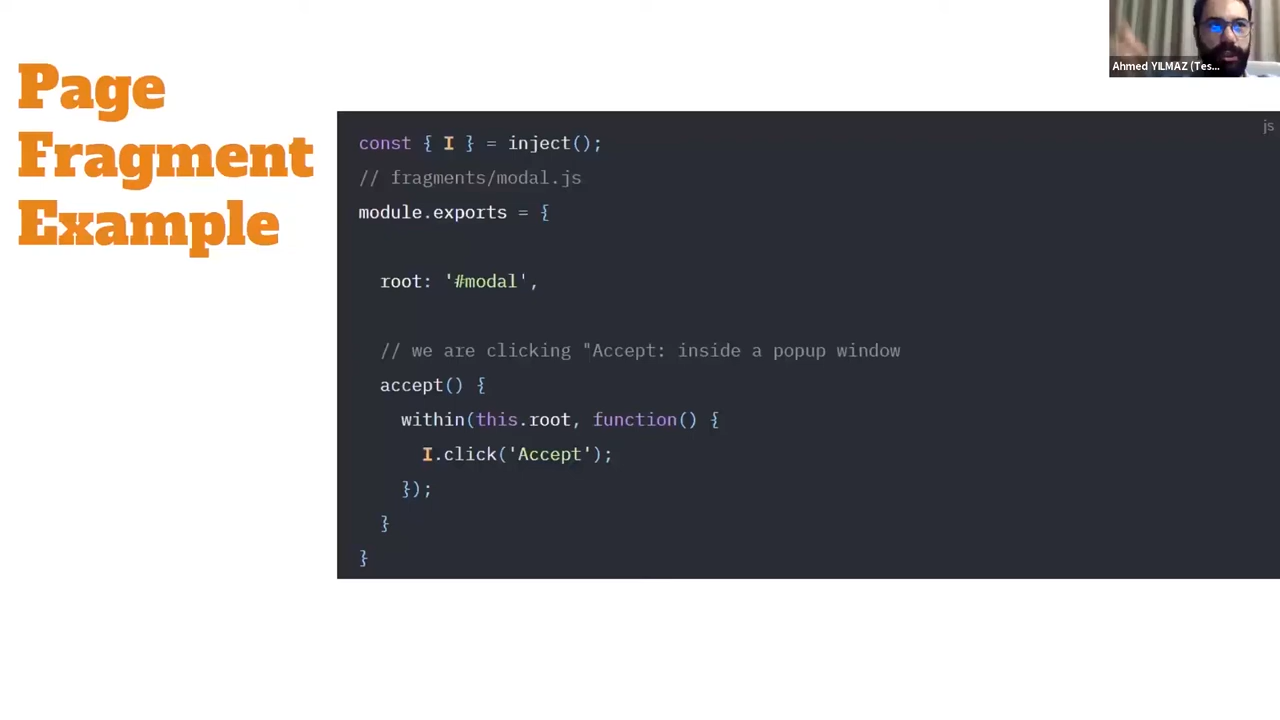 Page
Fragment
Example
Ahmed YILMAZ (Tes...
js
const { I } = inject();
// fragments/modal.js
module.exports = {
root: '#modal',
// we are clicking "Accept: inside a popup window
accept() {
within(this.root, function() {
I.click('Accept');
});
}
}